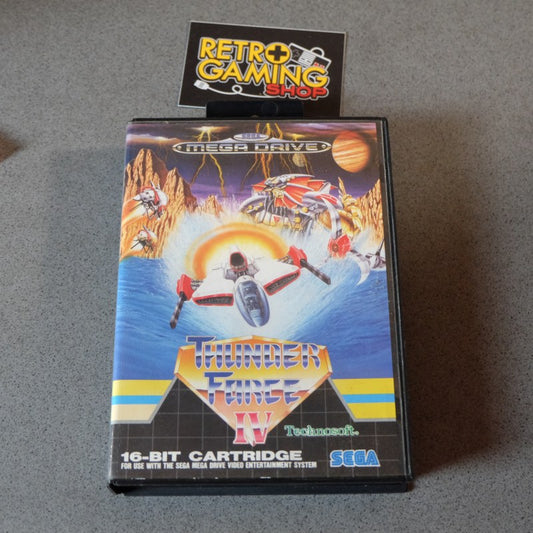 RETRO
GAMING
SHOP
SEGA
MEGA DRIVE
THUNDER
FORCE
IV
Technosoft
16-BIT CARTRIDGE
FOR USE WITH THE SEGA MEGA DRIVE VIDEO ENTERTAINMENT SYSTEM
SEGA